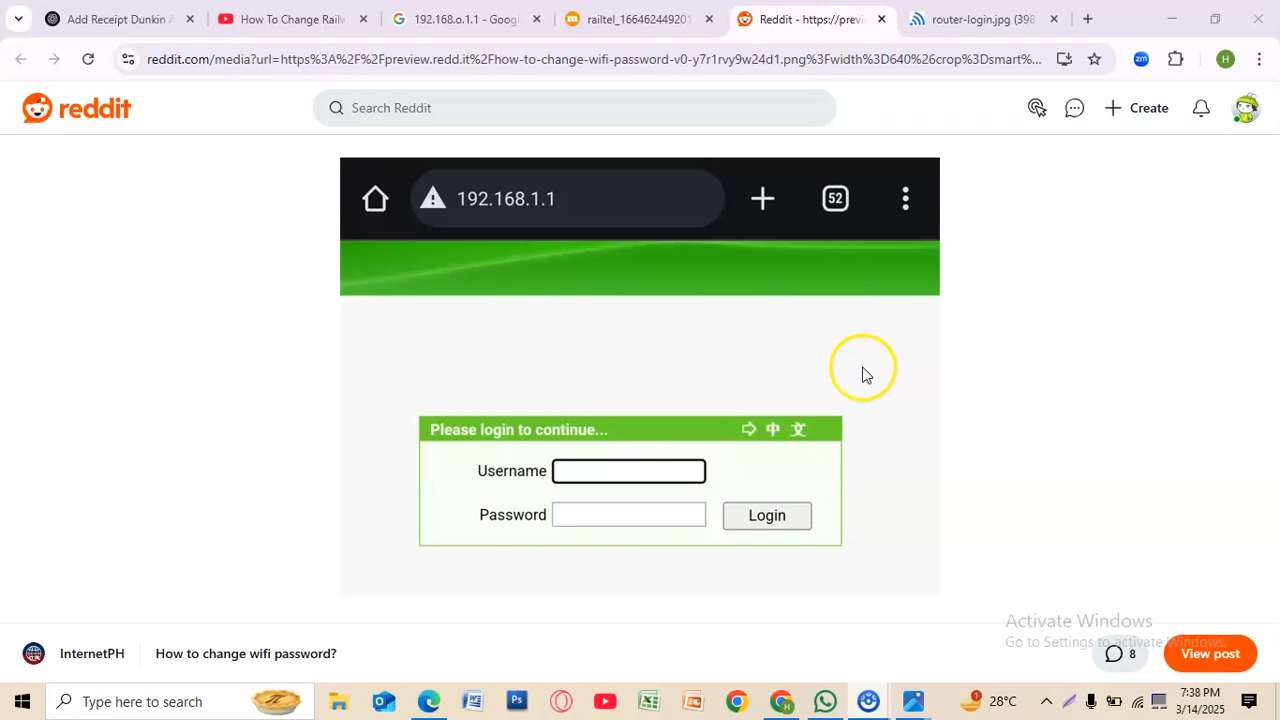 Add Receipt Dunkin
How To Change Railw
192.168.o.1.1 - Googl
railtel_166462449201
Reddit - https://previ
router-login.jpg (398
reddit.com/media?url=https%3A%2F%2Fpreview.redd.it%2Fhow-to-change-wifi-password-v0-y7r1rvy9w24d1.png%3Fwidth%3D640%26crop%3Dsmart%...
zm
H
reddit
Search Reddit
Create
192.168.1.1
52
Please login to continue...
中 文
Username
Password
Login
Activate Windows
Go to Settings to activate Windows.
InternetPH
How to change wifi password?
8
View post
Type here to search
28°C
7:38 PM
3/14/2025